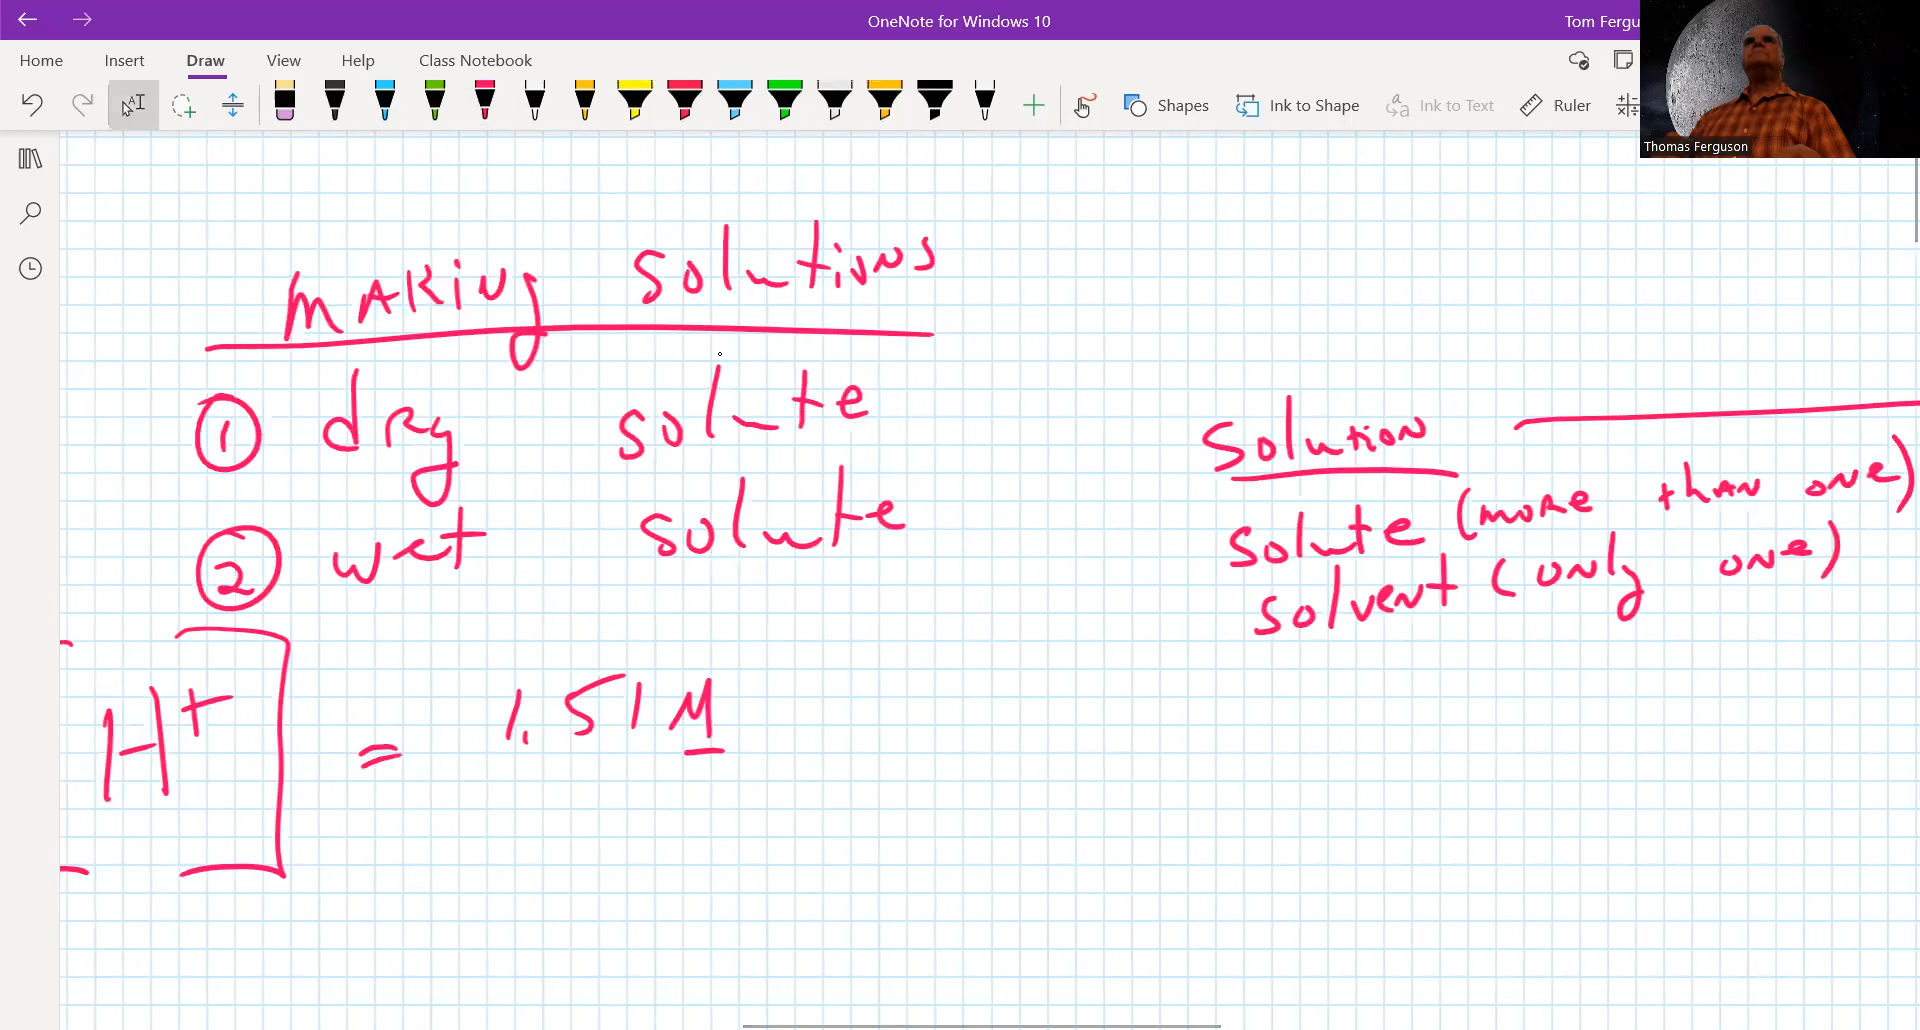 OneNote for Windows 10
Tom Fergu
Home Insert Draw View Help Class Notebook
Shapes Ink to Shape Ink to Text Ruler
Thomas Ferguson
Making Solutions
① dry solute
② wet solute
[H+] = 1.51 M
Solution
solute (more than one)
solvent (only one)